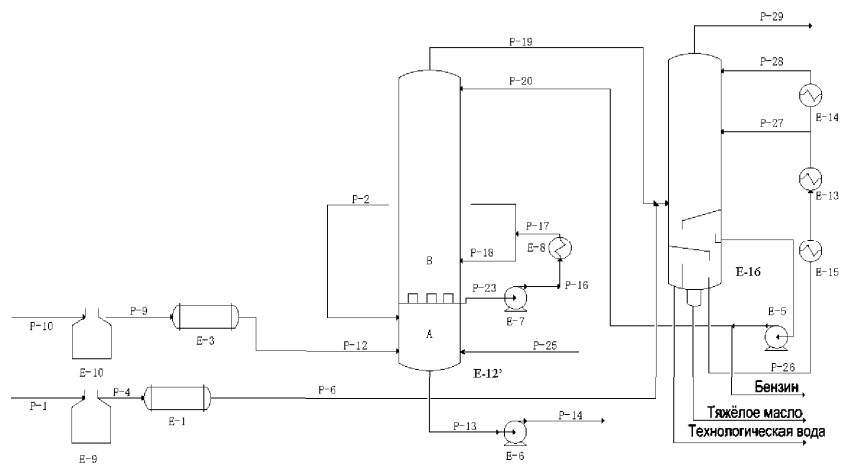 P-29
P-19
P-28
P-20
E-14
P-27
E-13
P-2
P-17
E-8
P-18
B
E-16
E-15
P-23
P-16
E-7
E-5
P-10
P-9
E-3
A
P-12
P-25
P-26
E-10
E-12'
Бензин
P-1
P-4
P-6
E-1
P-14
Тяжёлое масло
P-13
Технологическая вода
E-9
E-6